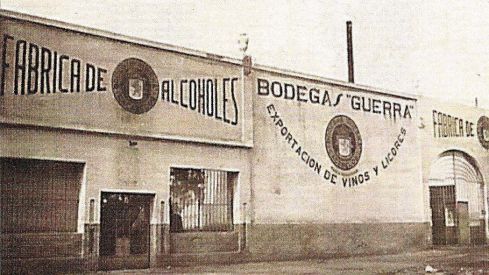 FABRICA DE ALCOHOLES
BODEGAS "GUERRA"
EXPORTACION DE VINOS Y LICORES
FABRICA DE